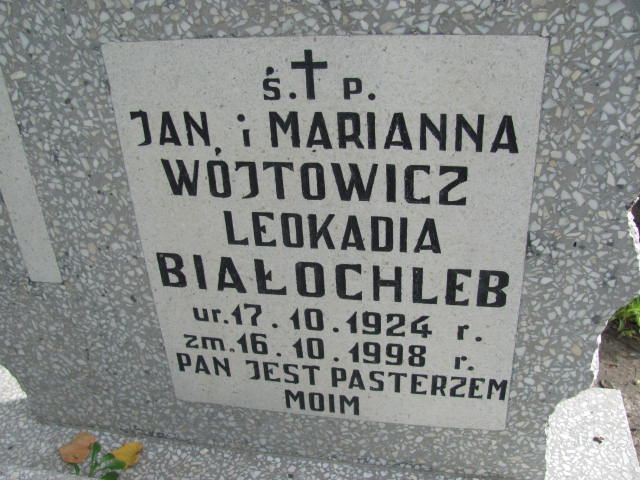 Ś. † P.
JAN i MARIANNA
WÓJTOWICZ
LEOKADIA
BIAŁOCHLEB
ur. 17. 10. 1924 r.
zm. 16. 10. 1998 r.
PAN JEST PASTERZEM
MOIM